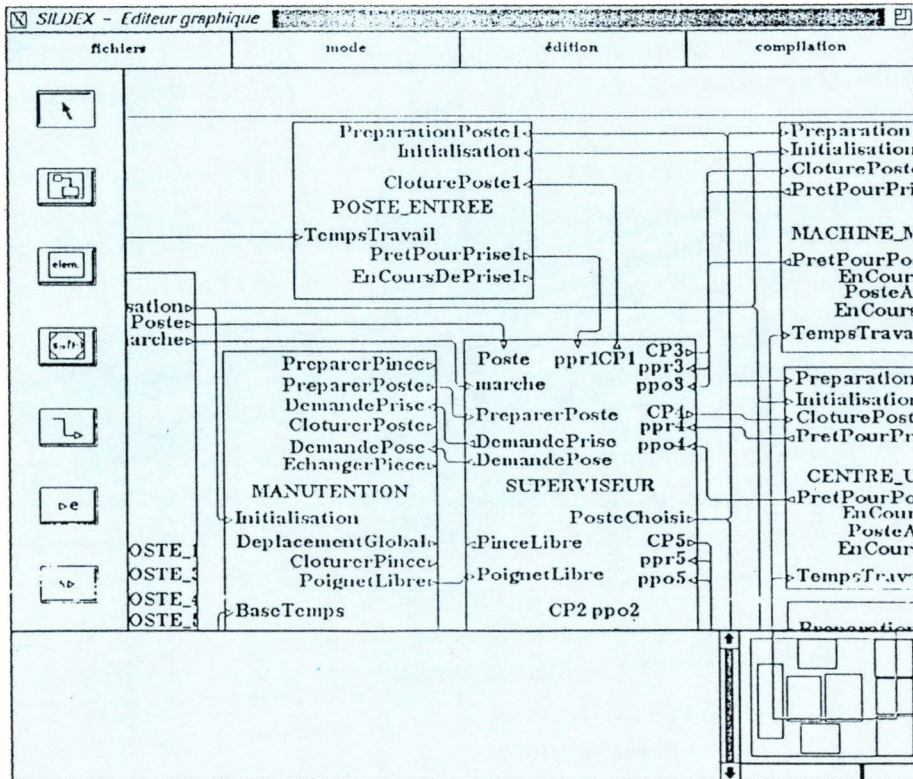 SILDEX - Editeur graphique
fichiers
mode
édition
compilation
elem.
PreparationPoste1
Initialisation
CloturePoste1
POSTE_ENTREE
TempsTravail
PretPourPrise1
EnCoursDePrise1
Preparation
Initialisation
CloturePoste
PretPourPri
MACHINE_M
PretPourPo
EnCour
PosteA
EnCours
TempsTrava
sation
Poste
arche
OSTE_1
OSTE_3
OSTE_4
OSTE_5
PreparerPince
PreparerPoste
DemandePrise
CloturerPoste
DemandePose
EchangerPiece
MANUTENTION
Initialisation
DeplacementGlobal
CloturerPince
PoignetLibre
BaseTemps
Poste
ppr1CP1
CP3
ppr3
marche
ppo3
PreparerPoste
CP4
ppr4
DemandePrise
ppo4
DemandePose
SUPERVISEUR
PosteChoisi
PinceLibre
CP5
ppr5
PoignetLibre
ppo5
CP2 ppo2
Preparation
Initialisation
CloturePost
PretPourPr
CENTRE_U
PretPourPo
EnCour
PosteA
EnCour
TempsTrav
Preparation
e